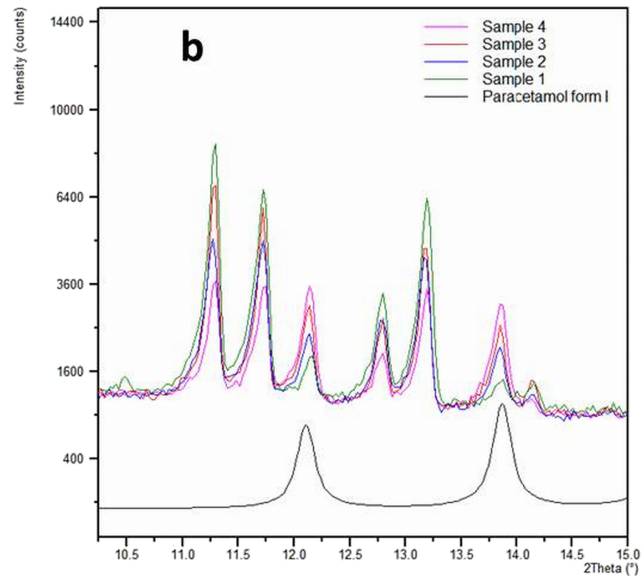 Intensity (counts)
14400
b
Sample 4
Sample 3
Sample 2
Sample 1
Paracetamol form I
10000
6400
3600
1600
400
10.5 11.0 11.5 12.0 12.5 13.0 13.5 14.0 14.5 15.0
2Theta (°)